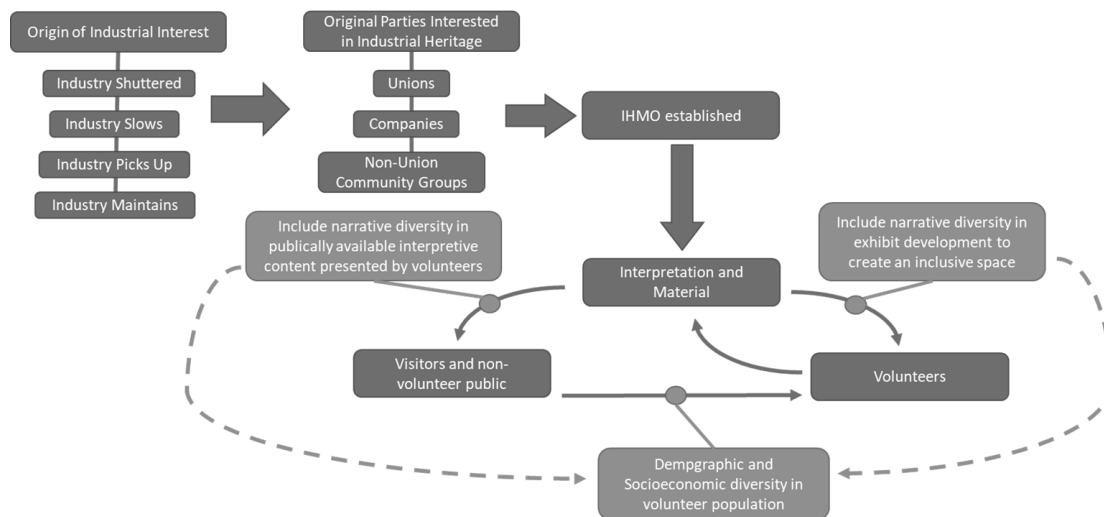 Origin of Industrial Interest
Industry Shuttered
Industry Slows
Industry Picks Up
Industry Maintains
Original Parties Interested
in Industrial Heritage
Unions
Companies
Non-Union
Community Groups
IHMO established
Include narrative diversity in
publically available interpretive
content presented by volunteers
Include narrative diversity in
exhibit development to
create an inclusive space
Interpretation and
Material
Visitors and non-
volunteer public
Volunteers
Dempgraphic and
Socioeconomic diversity in
volunteer population